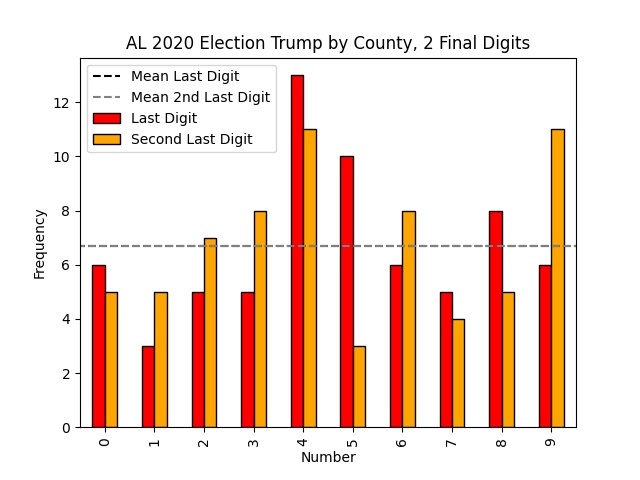 AL 2020 Election Trump by County, 2 Final Digits
Mean Last Digit
Mean 2nd Last Digit
Last Digit
Second Last Digit
Frequency
12
10
8
6
4
2
0
0 1 2 3 4 5 6 7 8 9
Number